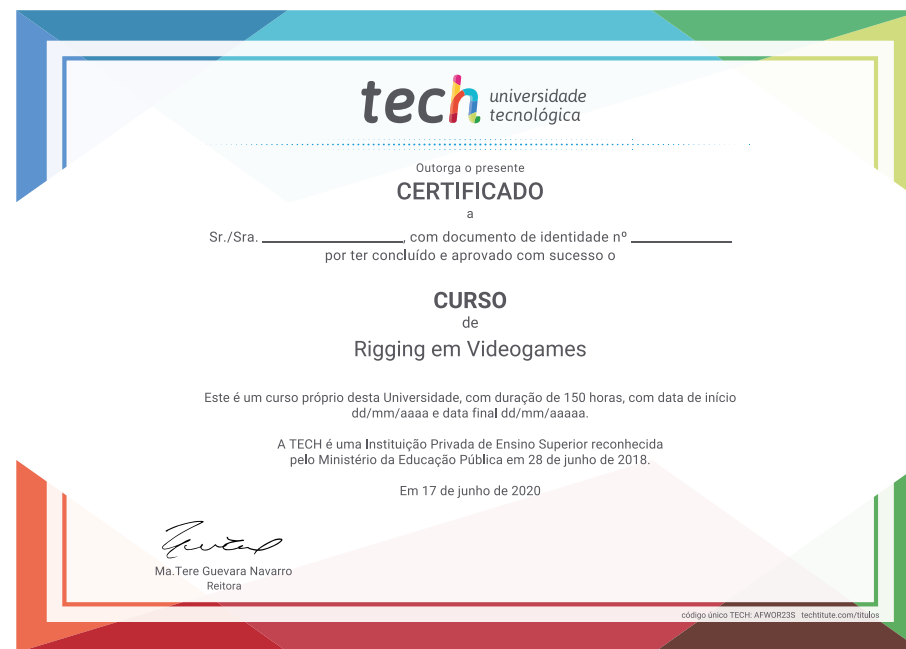 tech universidade
tecnológica
Outorga o presente
CERTIFICADO
a
Sr./Sra. ____________________, com documento de identidade nº ______________
por ter concluído e aprovado com sucesso o
CURSO
de
Rigging em Videogames
Este é um curso próprio desta Universidade, com duração de 150 horas, com data de início
dd/mm/aaaa e data final dd/mm/aaaaa.
A TECH é uma Instituição Privada de Ensino Superior reconhecida
pelo Ministério da Educação Pública em 28 de junho de 2018.
Em 17 de junho de 2020
Ma.Tere Guevara Navarro
Reitora
código único TECH: AFWOR23S techtitute.com/títulos